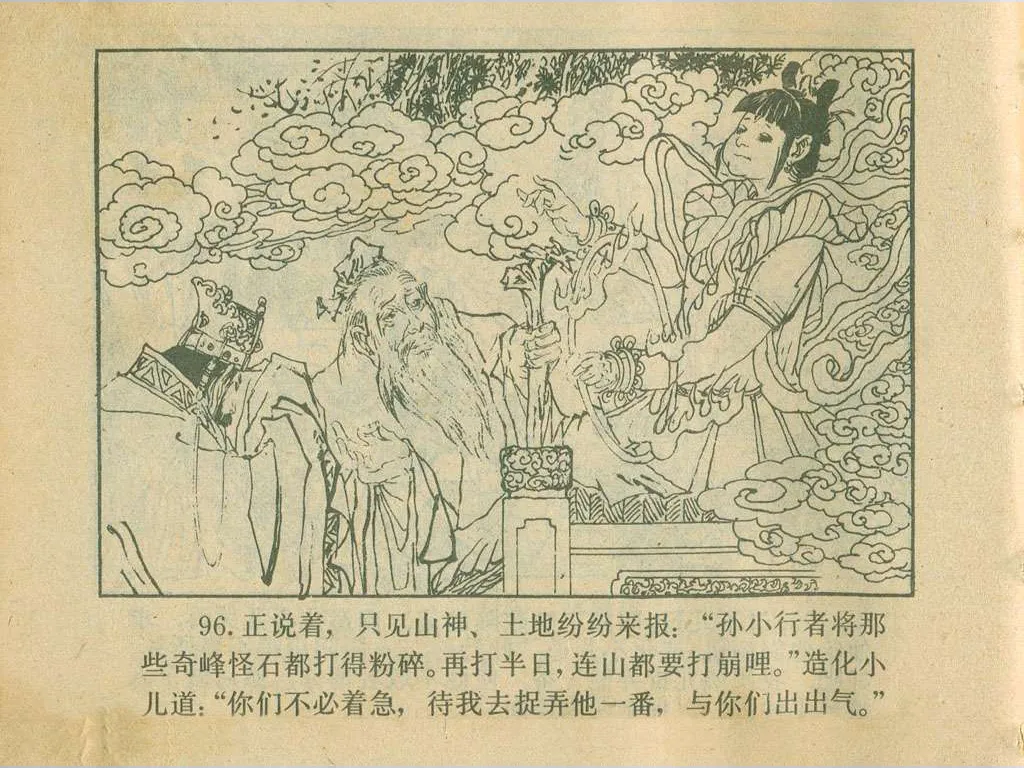 96. 正说着，只见山神、土地纷纷来报：“孙小行者将那
些奇峰怪石都打得粉碎。再打半日，连山都要打崩哩。”造化小
儿道：“你们不必着急，待我去捉弄他一番，与你们出出气。”